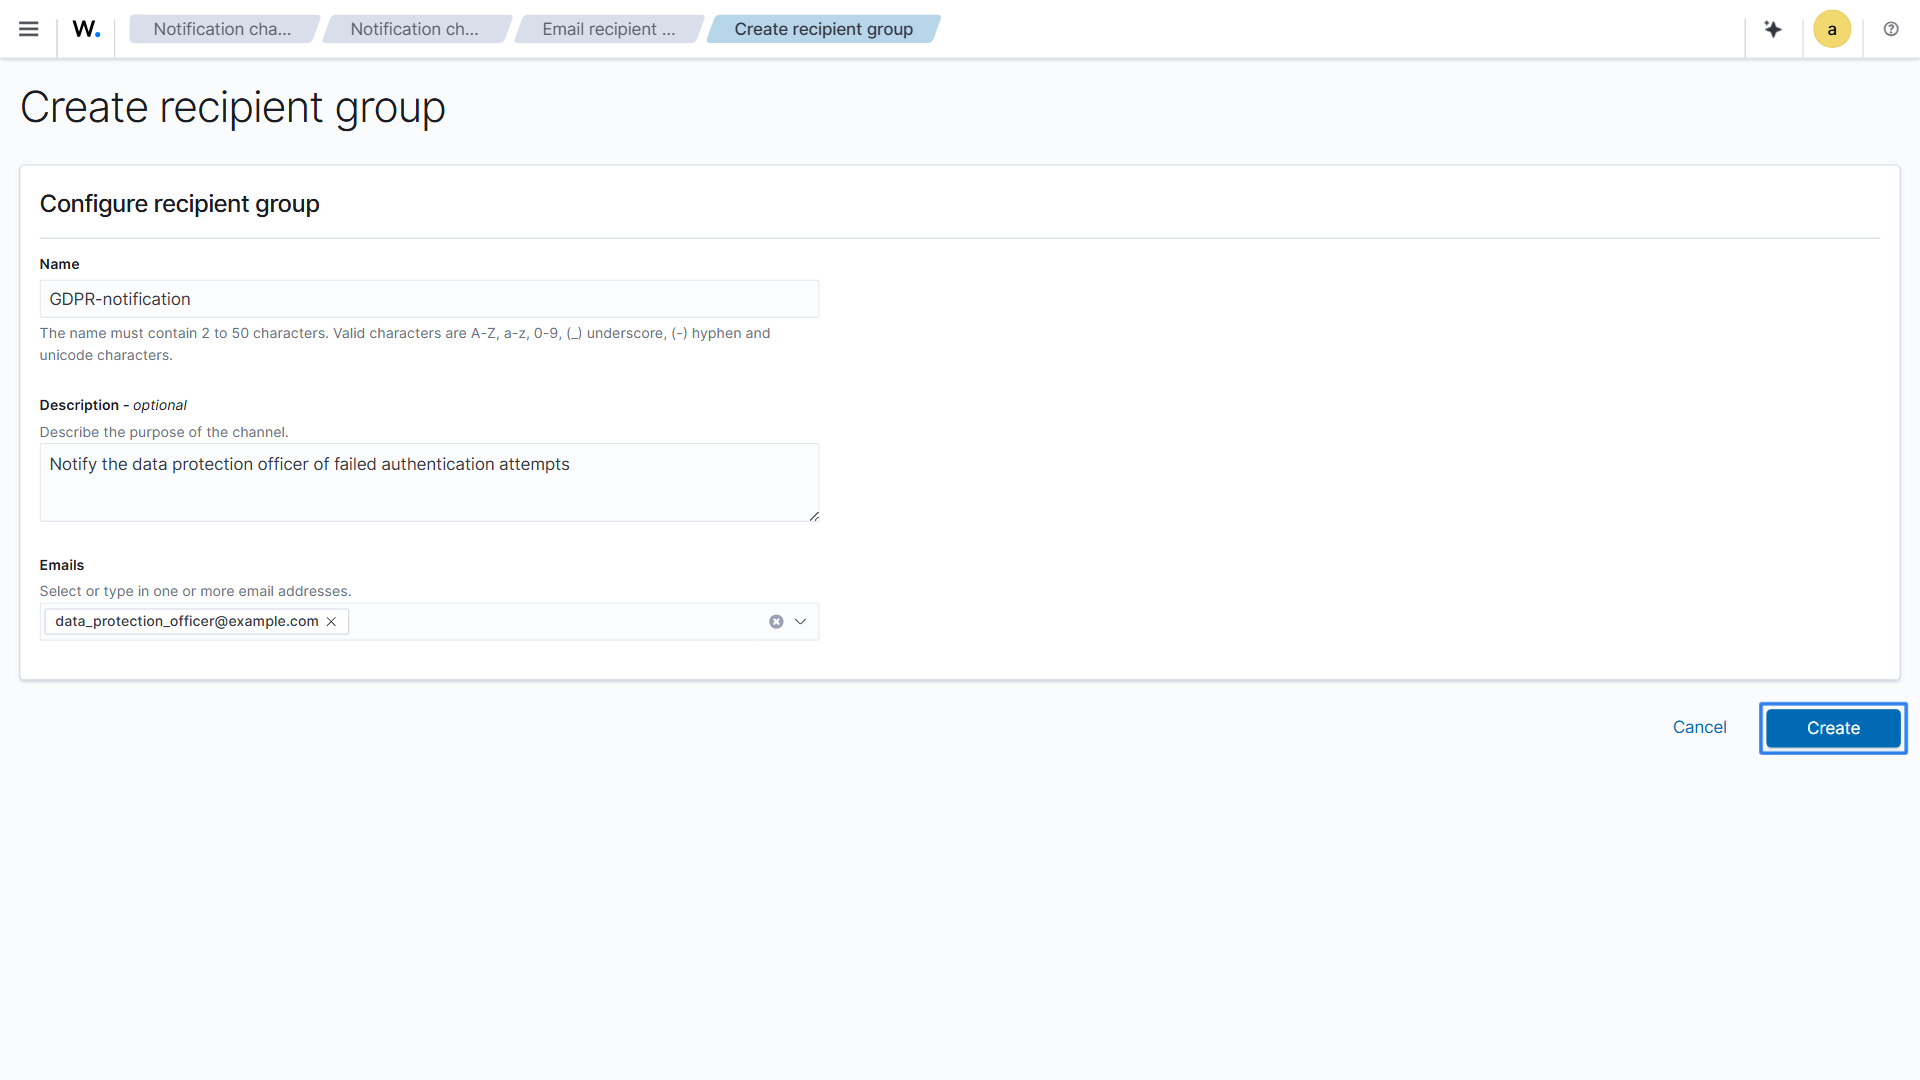 W.
Notification cha...
Notification ch...
Email recipient ...
Create recipient group
a
Create recipient group
Configure recipient group
Name
GDPR-notification
The name must contain 2 to 50 characters. Valid characters are A-Z, a-z, 0-9, (_) underscore, (-) hyphen and
unicode characters.
Description - optional
Describe the purpose of the channel.
Notify the data protection officer of failed authentication attempts
Emails
Select or type in one or more email addresses.
data_protection_officer@example.com
Cancel
Create